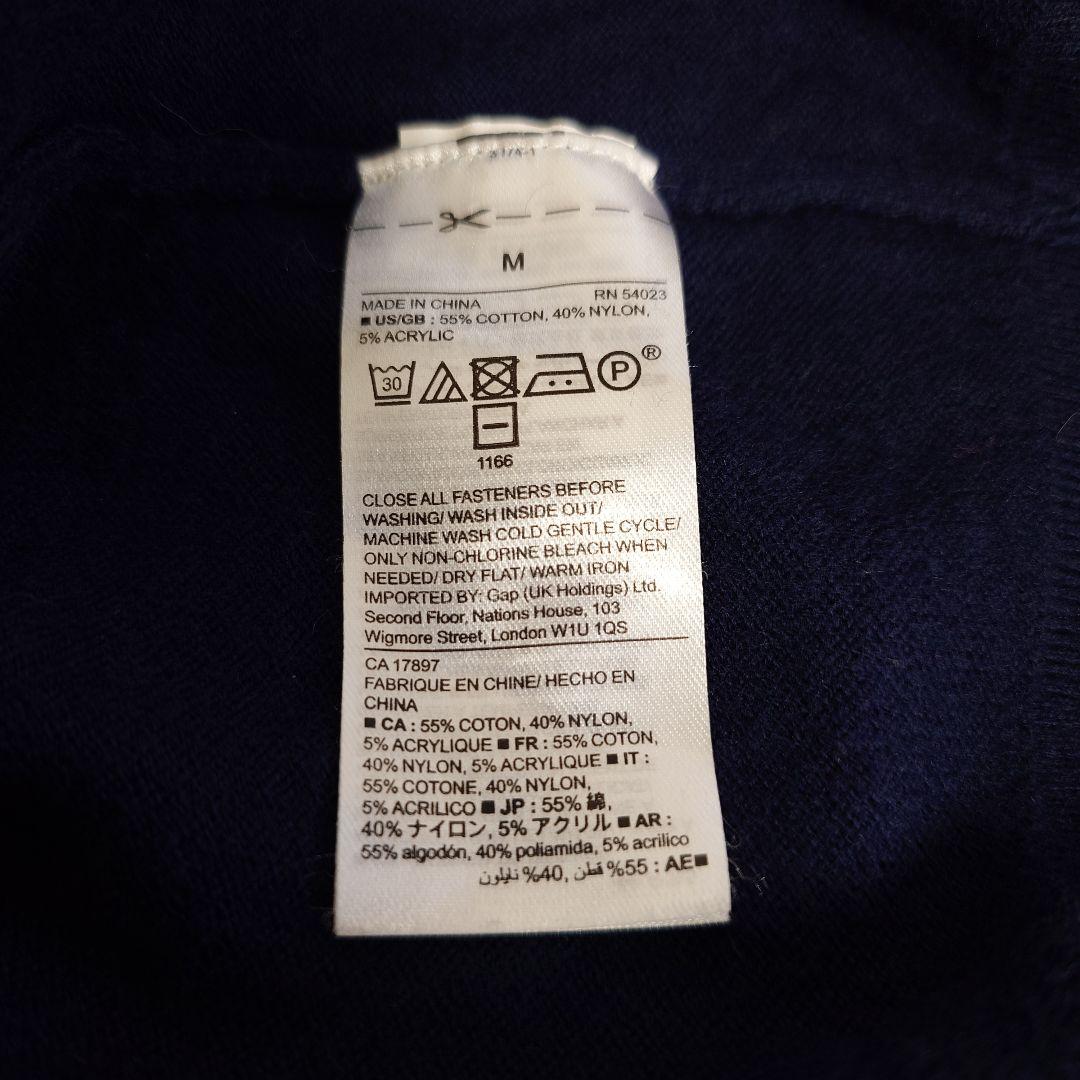 M
RN 54023
MADE IN CHINA
■ US/GB : 55% COTTON, 40% NYLON,
5% ACRYLIC
30
P®
1166
CLOSE ALL FASTENERS BEFORE
WASHING/ WASH INSIDE OUT/
MACHINE WASH COLD GENTLE CYCLE/
ONLY NON-CHLORINE BLEACH WHEN
NEEDED/ DRY FLAT/ WARM IRON
IMPORTED BY: Gap (UK Holdings) Ltd.
Second Floor, Nations House, 103
Wigmore Street, London W1U 1QS
CA 17897
FABRIQUE EN CHINE/ HECHO EN
CHINA
■ CA : 55% COTON, 40% NYLON,
5% ACRYLIQUE ■ FR : 55% COTON,
40% NYLON, 5% ACRYLIQUE ■ IT :
55% COTONE, 40% NYLON,
5% ACRILICO ■ JP : 55% 綿,
40% ナイロン, 5% アクリル ■ AR :
55% algodón, 40% poliamida, 5% acrilico
■AE : 55% قطن, 40% نايلون